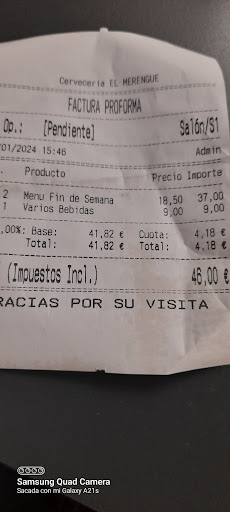 Cervecería EL MERENGUE
FACTURA PROFORMA
Op.: [Pendiente] Salón/S1
/01/2024 15:46 Admin
. Producto Precio Importe
2 Menu Fin de Semana 18,50 37,00
1 Varios Bebidas 9,00 9,00
,00%: Base: 41,82 € Cuota: 4,18 €
Total: 41,82 € Total: 4,18 €
(Impuestos Incl.) 46,00 €
RACIAS POR SU VISITA
Samsung Quad Camera
Sacada con mi Galaxy A21s